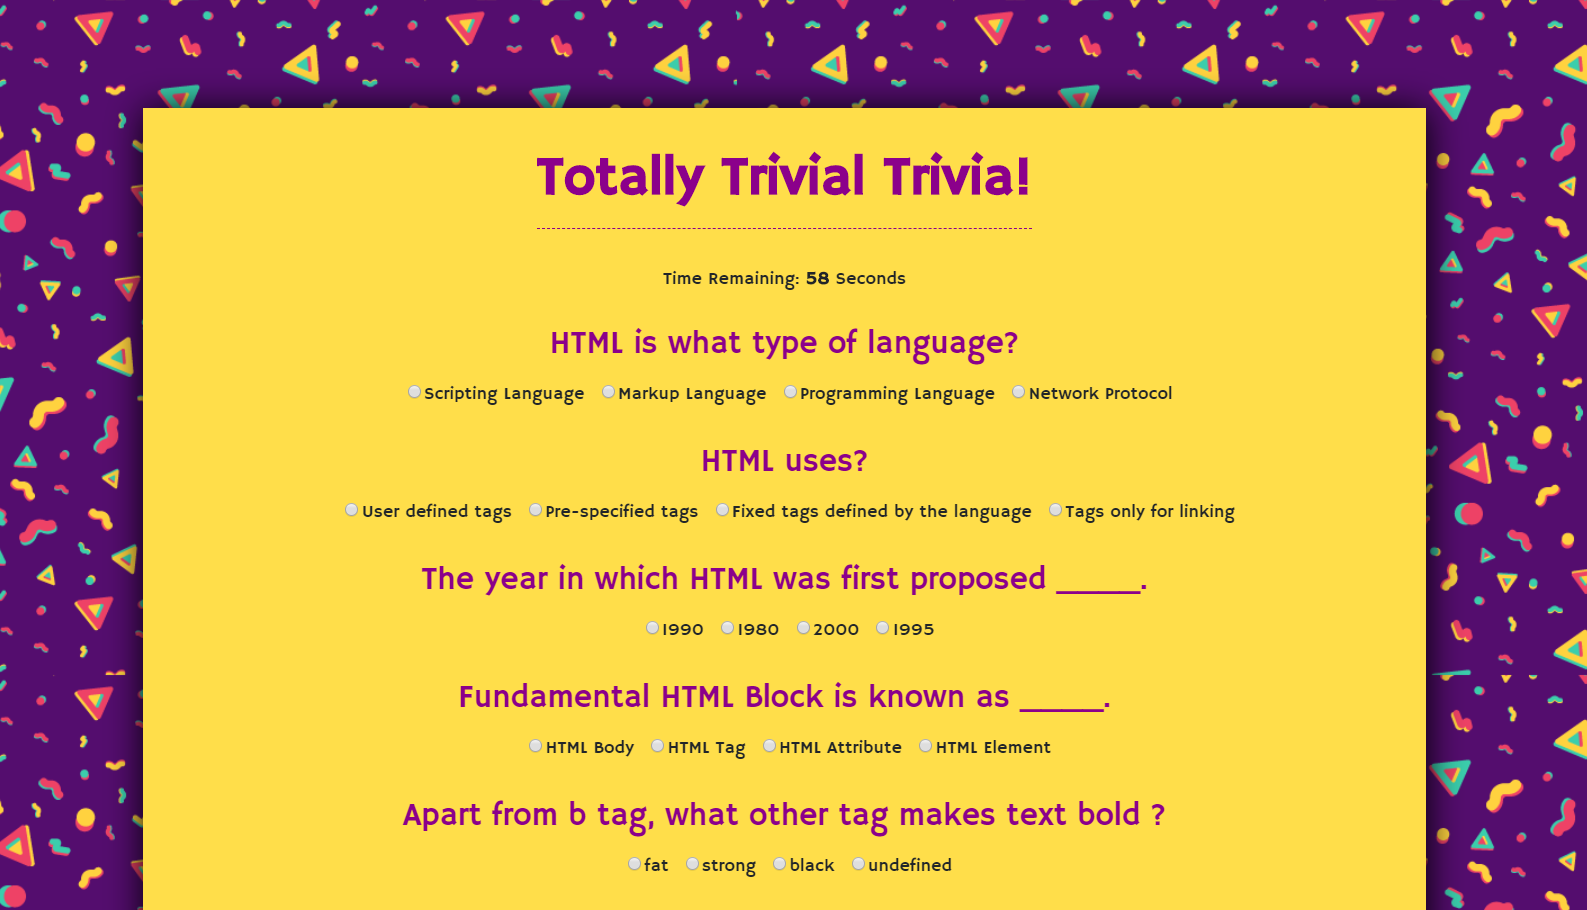 Totally Trivial Trivia!
Time Remaining: 58 Seconds
HTML is what type of language?
Scripting Language Markup Language Programming Language Network Protocol
HTML uses?
User defined tags Pre-specified tags Fixed tags defined by the language Tags only for linking
The year in which HTML was first proposed _____.
1990 1980 2000 1995
Fundamental HTML Block is known as _____.
HTML Body HTML Tag HTML Attribute HTML Element
Apart from b tag, what other tag makes text bold ?
fat strong black undefined